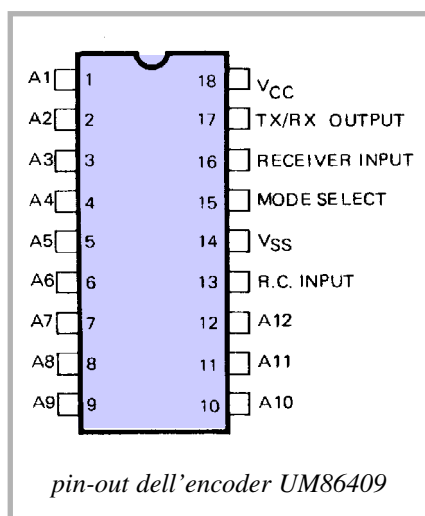 A1 1 18 VCC
A2 2 17 TX/RX OUTPUT
A3 3 16 RECEIVER INPUT
A4 4 15 MODE SELECT
A5 5 14 VSS
A6 6 13 R.C. INPUT
A7 7 12 A12
A8 8 11 A11
A9 9 10 A10
pin-out dell'encoder UM86409